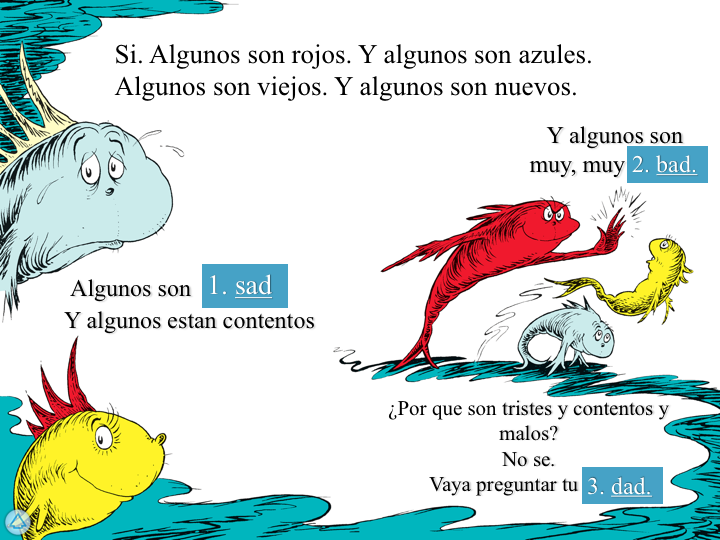 Si. Algunos son rojos. Y algunos son azules.
Algunos son viejos. Y algunos son nuevos.
Y algunos son
muy, muy 2. bad.
Algunos son 1. sad
Y algunos estan contentos
¿Por que son tristes y contentos y
malos?
No se.
Vaya preguntar tu 3. dad.